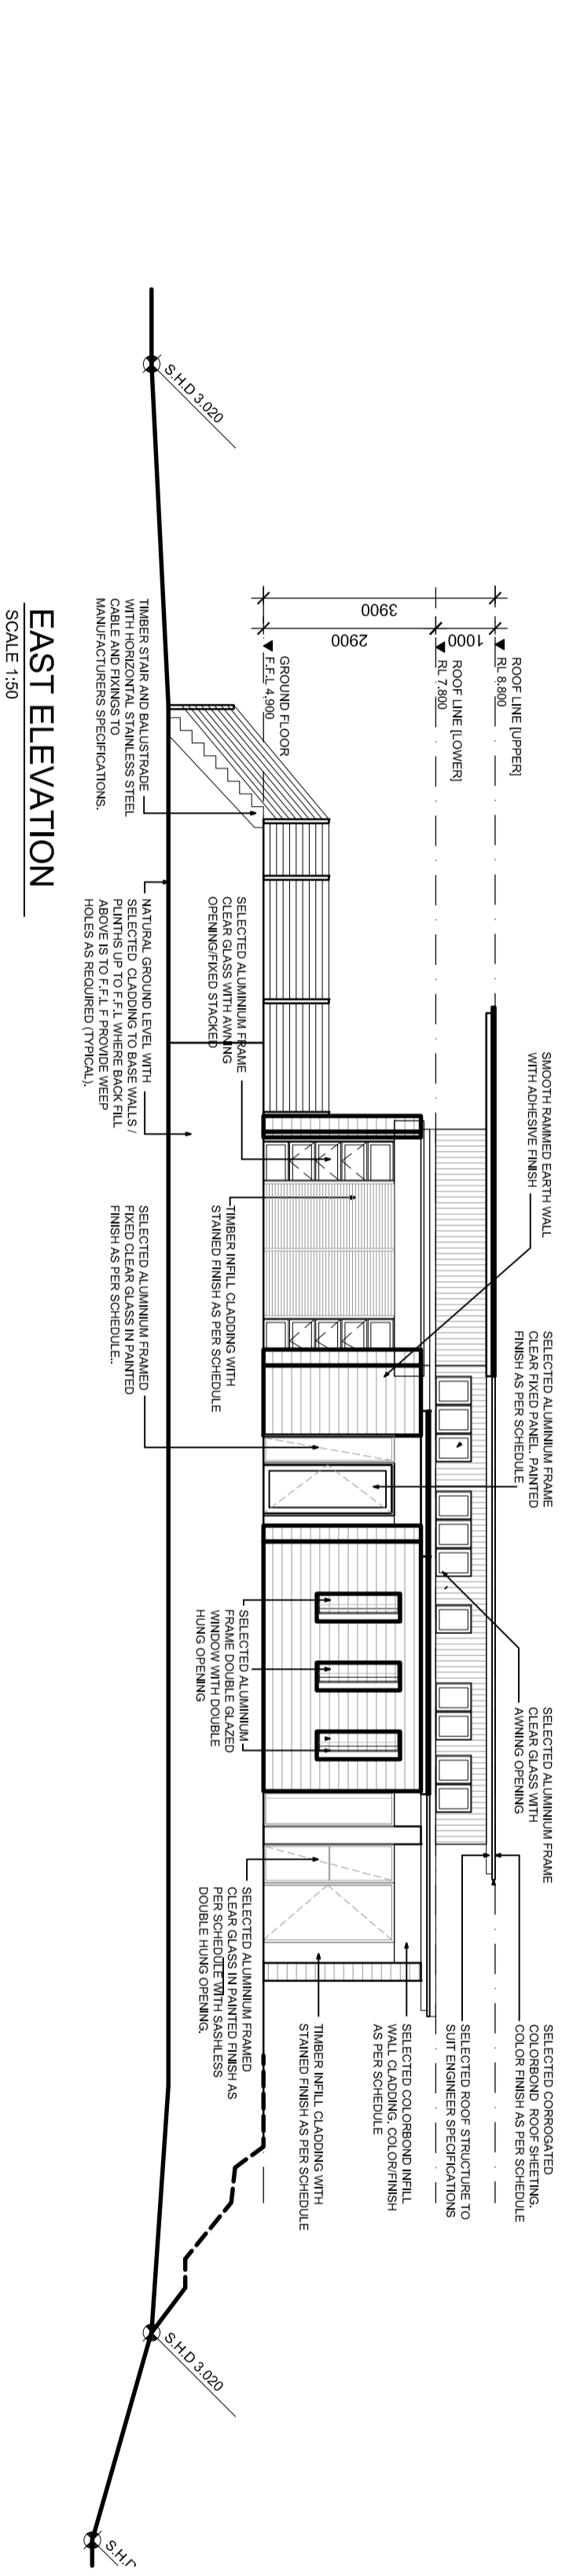 ROOF LINE [UPPER]
RL 8,800
ROOF LINE [LOWER]
RL 7,800
GROUND FLOOR
F.F.L 4,900
1000
2900
3900
S.H.D 3.020
SMOOTH RAMMED EARTH WALL
WITH ADHESIVE FINISH
SELECTED ALUMINIUM FRAME
CLEAR FIXED PANEL. PAINTED
FINISH AS PER SCHEDULE
SELECTED ALUMINIUM FRAME
CLEAR GLASS WITH
AWNING OPENING
SELECTED CORROGATED
COLORBOND ROOF SHEETING.
COLOR FINISH AS PER SCHEDULE
SELECTED ROOF STRUCTURE TO
SUIT ENGINEER SPECIFICATIONS
SELECTED COLORBOND INFILL
WALL CLADDING. COLOR/FINISH
AS PER SCHEDULE
TIMBER INFILL CLADDING WITH
STAINED FINISH AS PER SCHEDULE
TIMBER STAIR AND BALUSTRADE
WITH HORIZONTAL STAINLESS STEEL
CABLE AND FIXINGS TO
MANUFACTURERS SPECIFICATIONS.
SELECTED ALUMINIUM FRAME
CLEAR GLASS WITH AWNING
OPENING/FIXED STACKED
NATURAL GROUND LEVEL WITH
SELECTED CLADDING TO BASE WALLS /
PLINTHS UP TO F.F.L WHERE BACK FILL
ABOVE IS TO F.F.L F PROVIDE WEEP
HOLES AS REQUIRED (TYPICAL).
TIMBER INFILL CLADDING WITH
STAINED FINISH AS PER SCHEDULE
SELECTED ALUMINIUM FRAMED
FIXED CLEAR GLASS IN PAINTED
FINISH AS PER SCHEDULE..
SELECTED ALUMINIUM
FRAME DOUBLE GLAZED
WINDOW WITH DOUBLE
HUNG OPENING
SELECTED ALUMINIUM FRAMED
CLEAR GLASS IN PAINTED FINISH AS
PER SCHEDULE WITH SASHLESS
DOUBLE HUNG OPENING.
S.H.D 3.020
S.H.D
EAST ELEVATION
SCALE 1:50